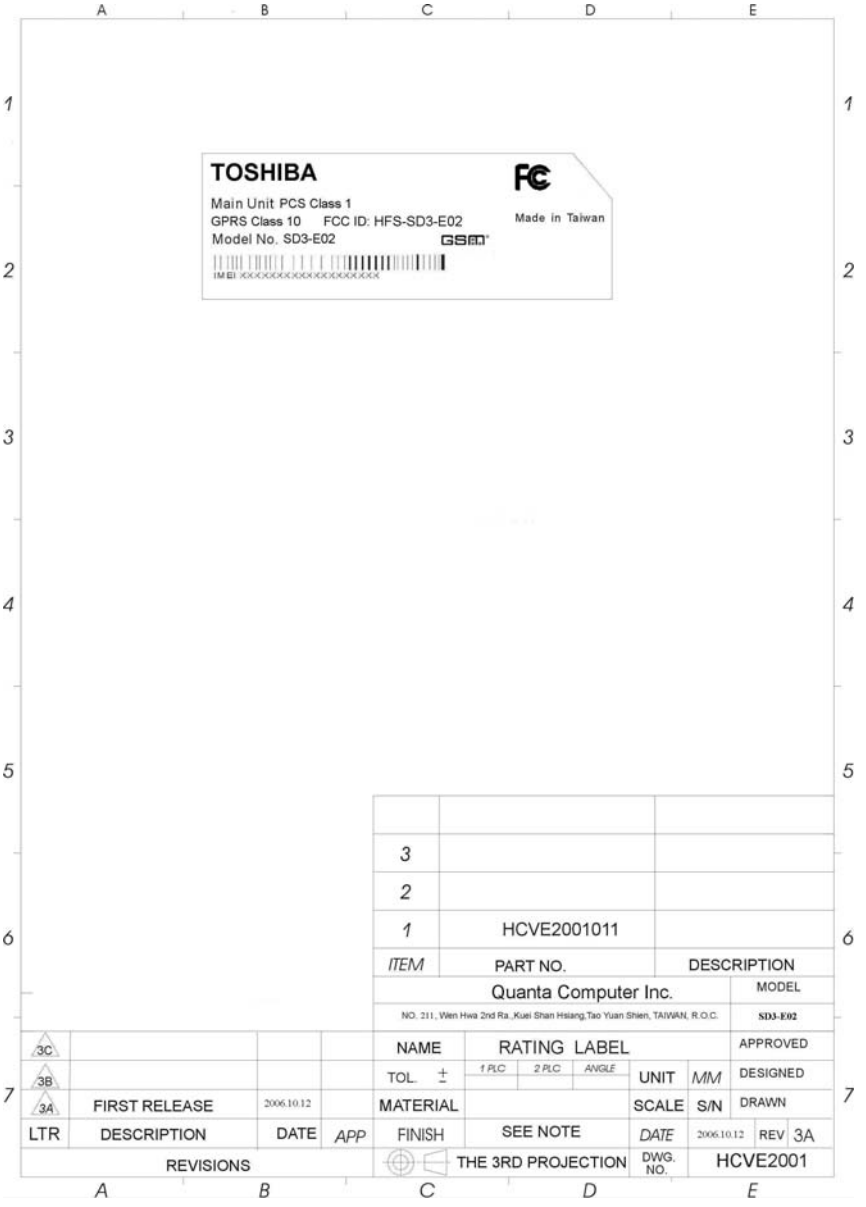 A B C D E
1 1
TOSHIBA
FC
Main Unit PCS Class 1
GPRS Class 10 FCC ID: HFS-SD3-E02 Made in Taiwan
Model No. SD3-E02 GSM
IMEI XXXXXXXXXXXXXXXXXXXX
2 2
3 3
4 4
5 5
3
2
1 HCVE2001011
6 6
ITEM PART NO. DESCRIPTION
Quanta Computer Inc. MODEL
NO. 211, Wen Hwa 2nd Ra.,Kuei Shan Hsiang,Tao Yuan Shien, TAIWAN, R.O.C. SD3-E02
3C NAME RATING LABEL APPROVED
3B TOL. ± 1 PLC 2 PLC ANGLE UNIT MM DESIGNED
7 7
3A FIRST RELEASE 2006.10.12 MATERIAL SCALE S/N DRAWN
LTR DESCRIPTION DATE APP FINISH SEE NOTE DATE 2006.10.12 REV 3A
REVISIONS THE 3RD PROJECTION DWG. NO. HCVE2001
A B C D E